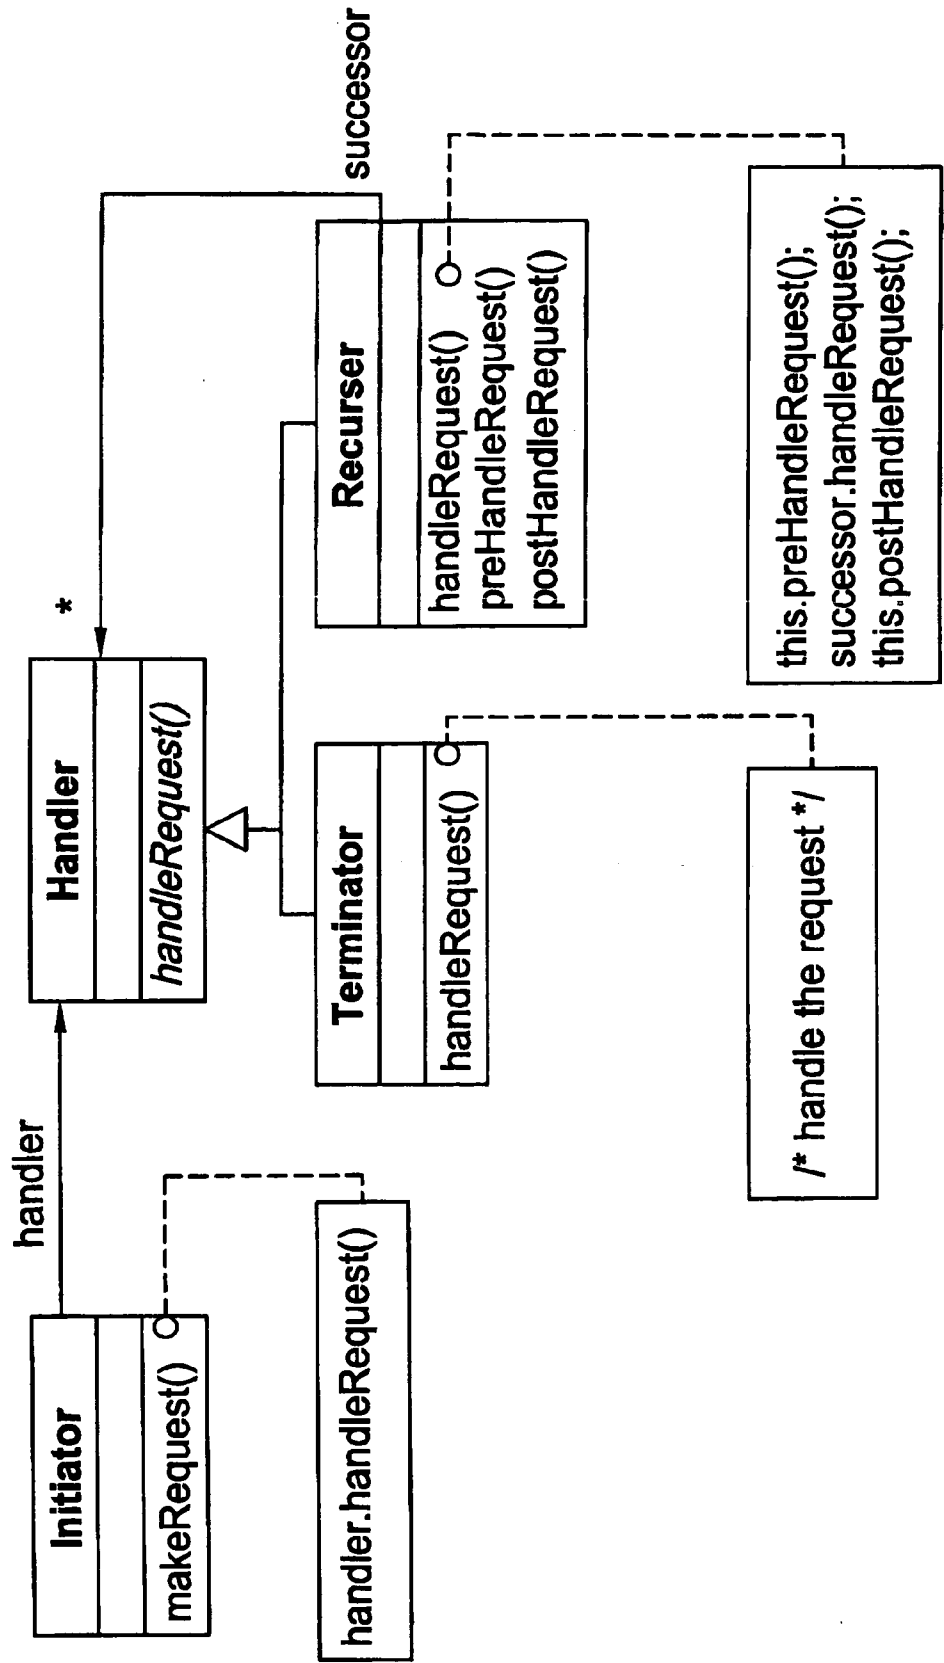 Initiator
makeRequest()
handler.handleRequest()
handler
Handler
handleRequest()
*
successor
Terminator
handleRequest()
/* handle the request */
Recurser
handleRequest()
preHandleRequest()
postHandleRequest()
this.preHandleRequest();
successor.handleRequest();
this.postHandleRequest();